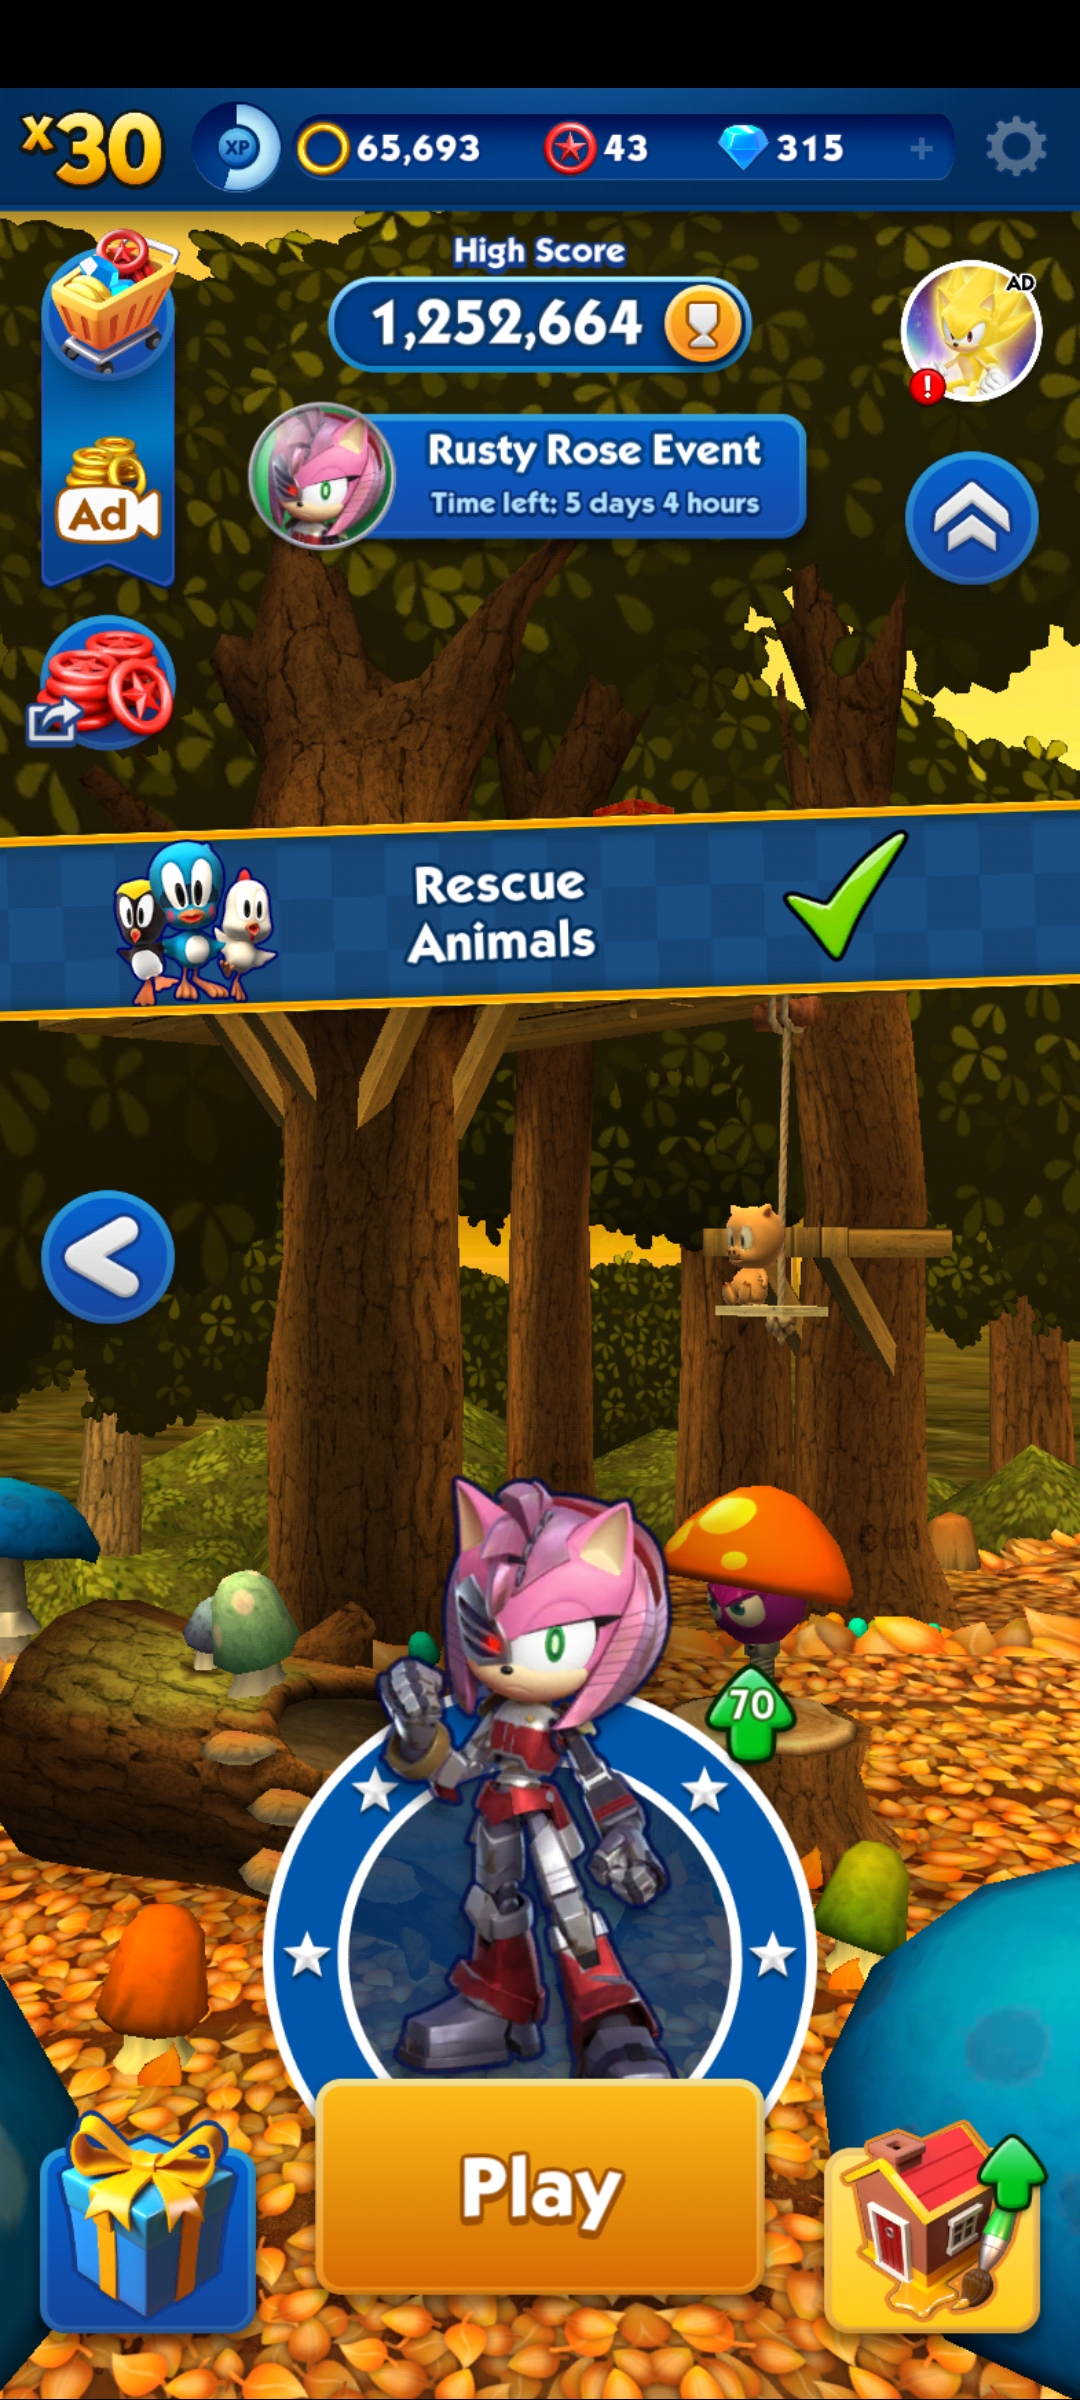 x30
XP
65,693
43
315
+
High Score
1,252,664
AD
!
Rusty Rose Event
Time left: 5 days 4 hours
Ad
Rescue
Animals
70
Play